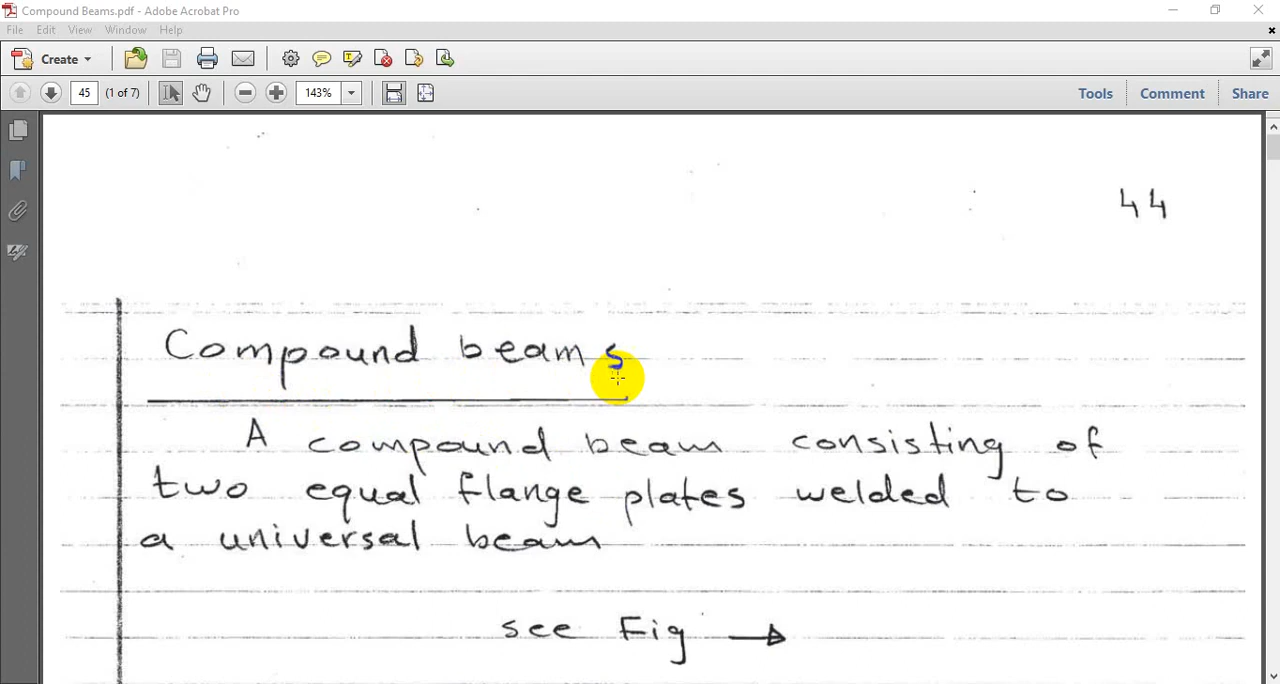 Compound Beams.pdf - Adobe Acrobat Pro
File Edit View Window Help
Create
45 (1 of 7) 143% Tools Comment Share
44
Compound beams
A compound beam consisting of
two equal flange plates welded to
a universal beam
see Fig →